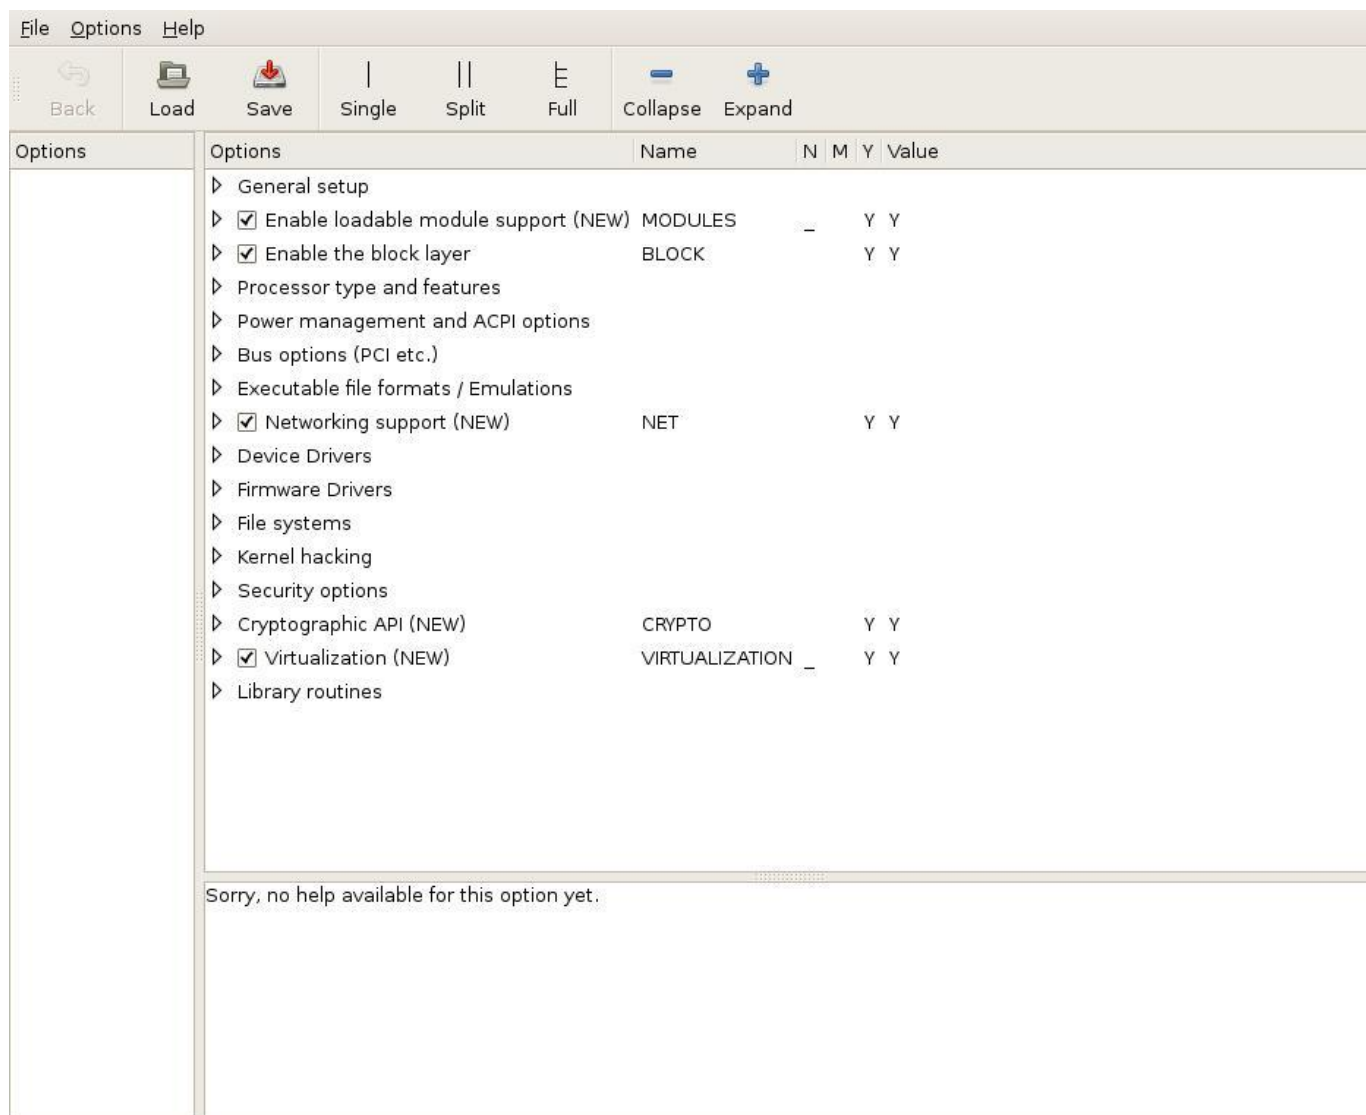 File Options Help
Back Load Save Single Split Full Collapse Expand
Options Options Name N M Y Value
General setup
Enable loadable module support (NEW) MODULES _ Y Y
Enable the block layer BLOCK Y Y
Processor type and features
Power management and ACPI options
Bus options (PCI etc.)
Executable file formats / Emulations
Networking support (NEW) NET Y Y
Device Drivers
Firmware Drivers
File systems
Kernel hacking
Security options
Cryptographic API (NEW) CRYPTO Y Y
Virtualization (NEW) VIRTUALIZATION _ Y Y
Library routines
Sorry, no help available for this option yet.